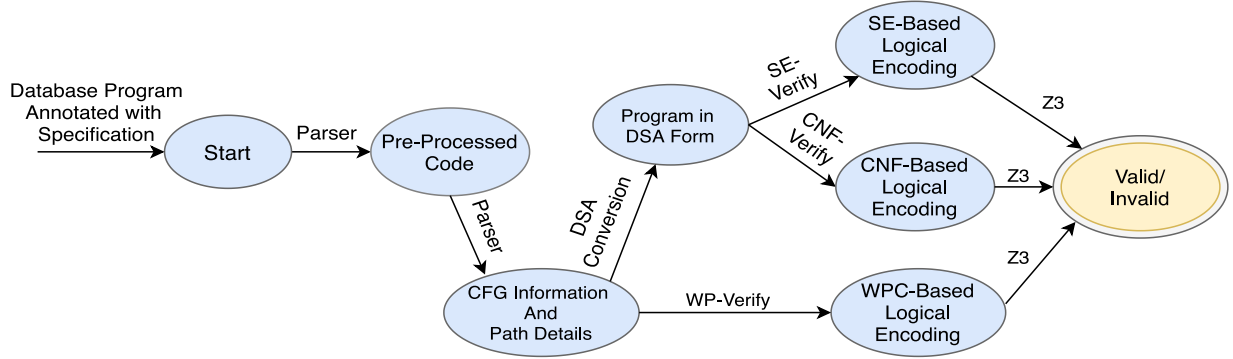 Database Program
Annotated with
Specification
Start
Parser
Pre-Processed
Code
Parser
CFG Information
And
Path Details
DSA
Conversion
Program in
DSA Form
SE-
Verify
CNF-
Verify
WP-Verify
SE-Based
Logical
Encoding
CNF-Based
Logical
Encoding
WPC-Based
Logical
Encoding
Z3
Z3
Z3
Valid/
Invalid